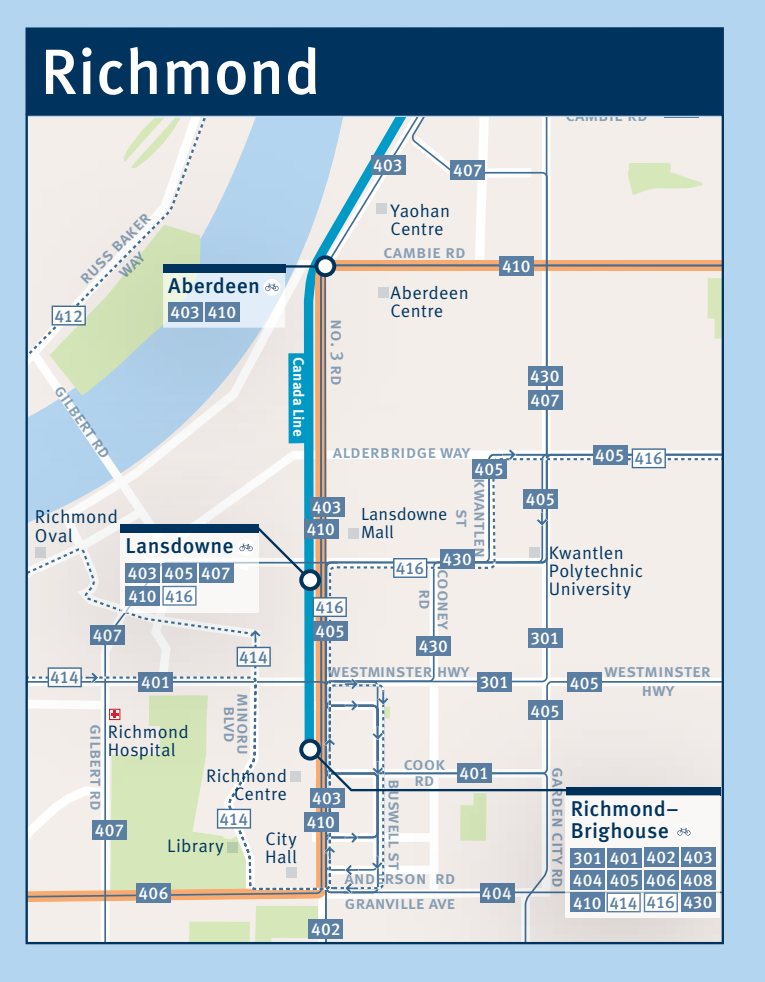 Richmond
CAMBIE RD
403
407
Yaohan
Centre
RUSS BAKER
WAY
CAMBIE RD
410
Aberdeen
403 410
Aberdeen
Centre
412
NO. 3 RD
Canada Line
430
407
GILBERT RD
ALDERBRIDGE WAY
405
416
405
405
KWANTLEN
ST
403
410
Lansdowne
Mall
Richmond
Oval
Lansdowne
403 405 407
410 416
430
416
Kwantlen
Polytechnic
University
COONEY
RD
416
405
407
430
301
414
WESTMINSTER HWY
WESTMINSTER
HWY
414
401
301
405
405
MINORU
BLVD
Richmond
Hospital
GILBERT RD
COOK
RD
401
Richmond
Centre
403
410
BUSWELL ST
GARDEN CITY RD
Richmond–
Brighouse
301 401 402 403
404 405 406 408
410 414 416 430
414
407
Library
City
Hall
ANDERSON RD
406
404
GRANVILLE AVE
402